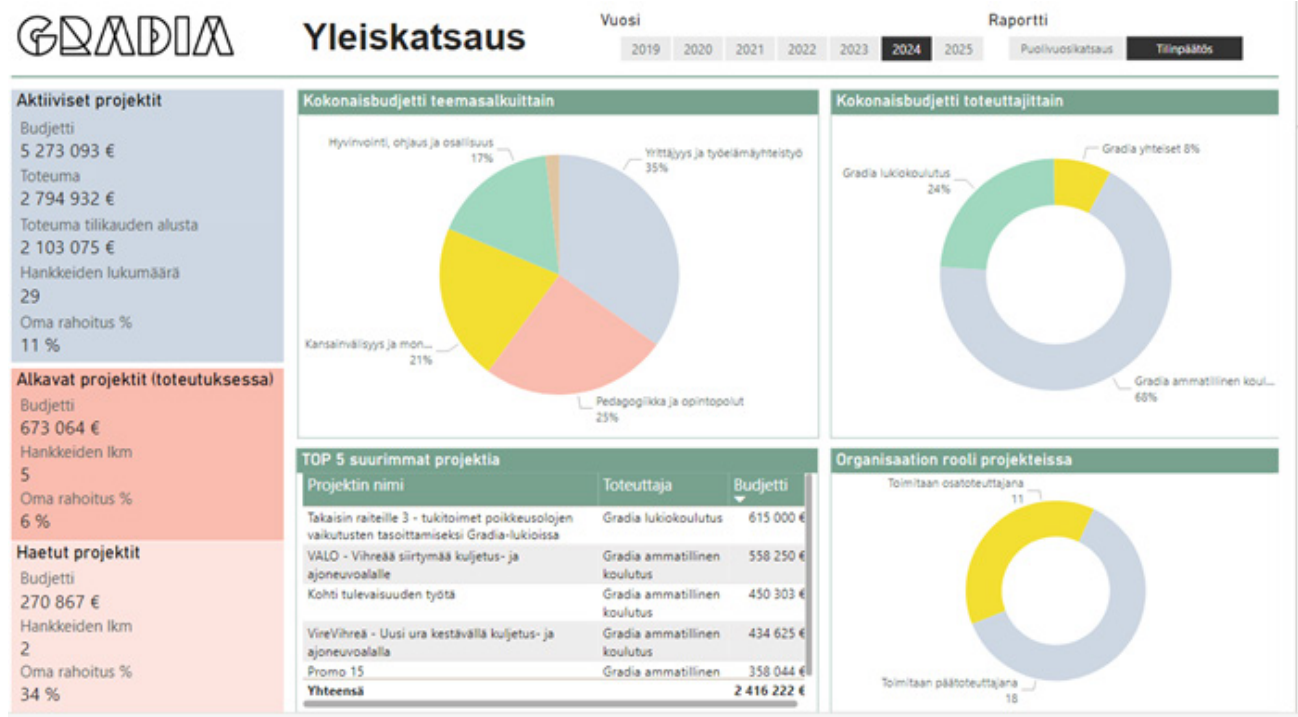 GRADIA
Yleiskatsaus
Vuosi
2019 2020 2021 2022 2023 2024 2025
Raportti
Puolivuosikatsaus Tilinpäätös
Aktiiviset projektit
Budjetti
5 273 093 €
Toteuma
2 794 932 €
Toteuma tilikauden alusta
2 103 075 €
Hankkeiden lukumäärä
29
Oma rahoitus %
11 %
Alkavat projektit (toteutuksessa)
Budjetti
673 064 €
Hankkeiden lkm
5
Oma rahoitus %
6 %
Haetut projektit
Budjetti
270 867 €
Hankkeiden lkm
2
Oma rahoitus %
34 %
Kokonaisbudjetti teemasalkuittain
Hyvinvointi, ohjaus ja osallisuus
17%
Yrittäjyys ja työelämäyhteistyö
35%
Kansainvälisyys ja mon...
21%
Pedagogiikka ja opintopolut
25%
Kokonaisbudjetti toteuttajittain
Gradia yhteiset 8%
Gradia lukiokoulutus
24%
Gradia ammatillinen koul...
68%
TOP 5 suurimmat projektia
Projektin nimi Toteuttaja Budjetti
Takaisin raiteille 3 - tukitoimet poikkeusolojen Gradia lukiokoulutus 615 000 €
vaikutusten tasoittamiseksi Gradia-lukioissa
VALO - Vihreää siirtymää kuljetus- ja Gradia ammatillinen 558 250 €
ajoneuvoalalle koulutus
Kohti tulevaisuuden työtä Gradia ammatillinen 450 303 €
koulutus
VireVihreä - Uusi ura kestävällä kuljetus- ja Gradia ammatillinen 434 625 €
ajoneuvoalalla koulutus
Promo 15 Gradia ammatillinen 358 044 €
Yhteensä 2 416 222 €
Organisaation rooli projekteissa
Toimitaan osatoteuttajana
11
Toimitaan päätoteuttajana
18